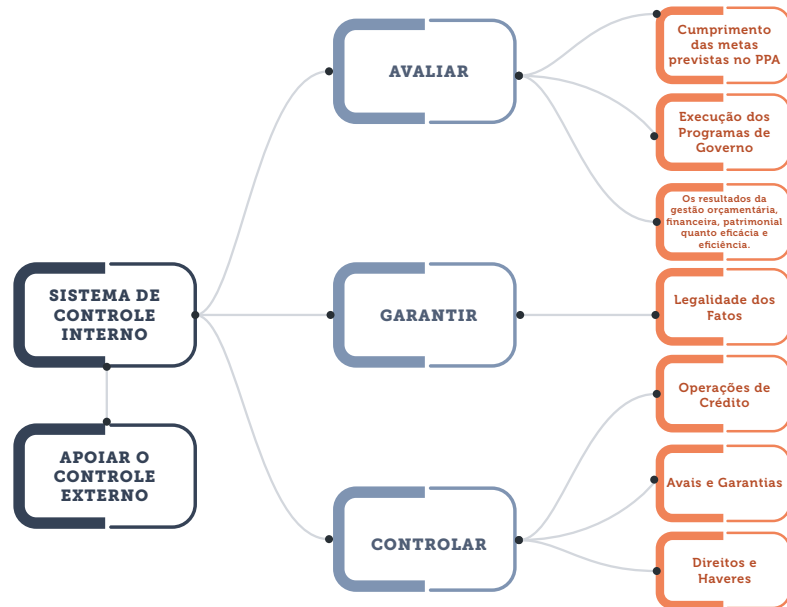 SISTEMA DE
CONTROLE
INTERNO
APOIAR O
CONTROLE
EXTERNO
AVALIAR
Cumprimento
das metas
previstas no PPA
Execução dos
Programas de
Governo
Os resultados da
gestão orçamentária,
financeira, patrimonial
quanto eficácia e
eficiência.
GARANTIR
Legalidade dos
Fatos
CONTROLAR
Operações de
Crédito
Avais e Garantias
Direitos e
Haveres